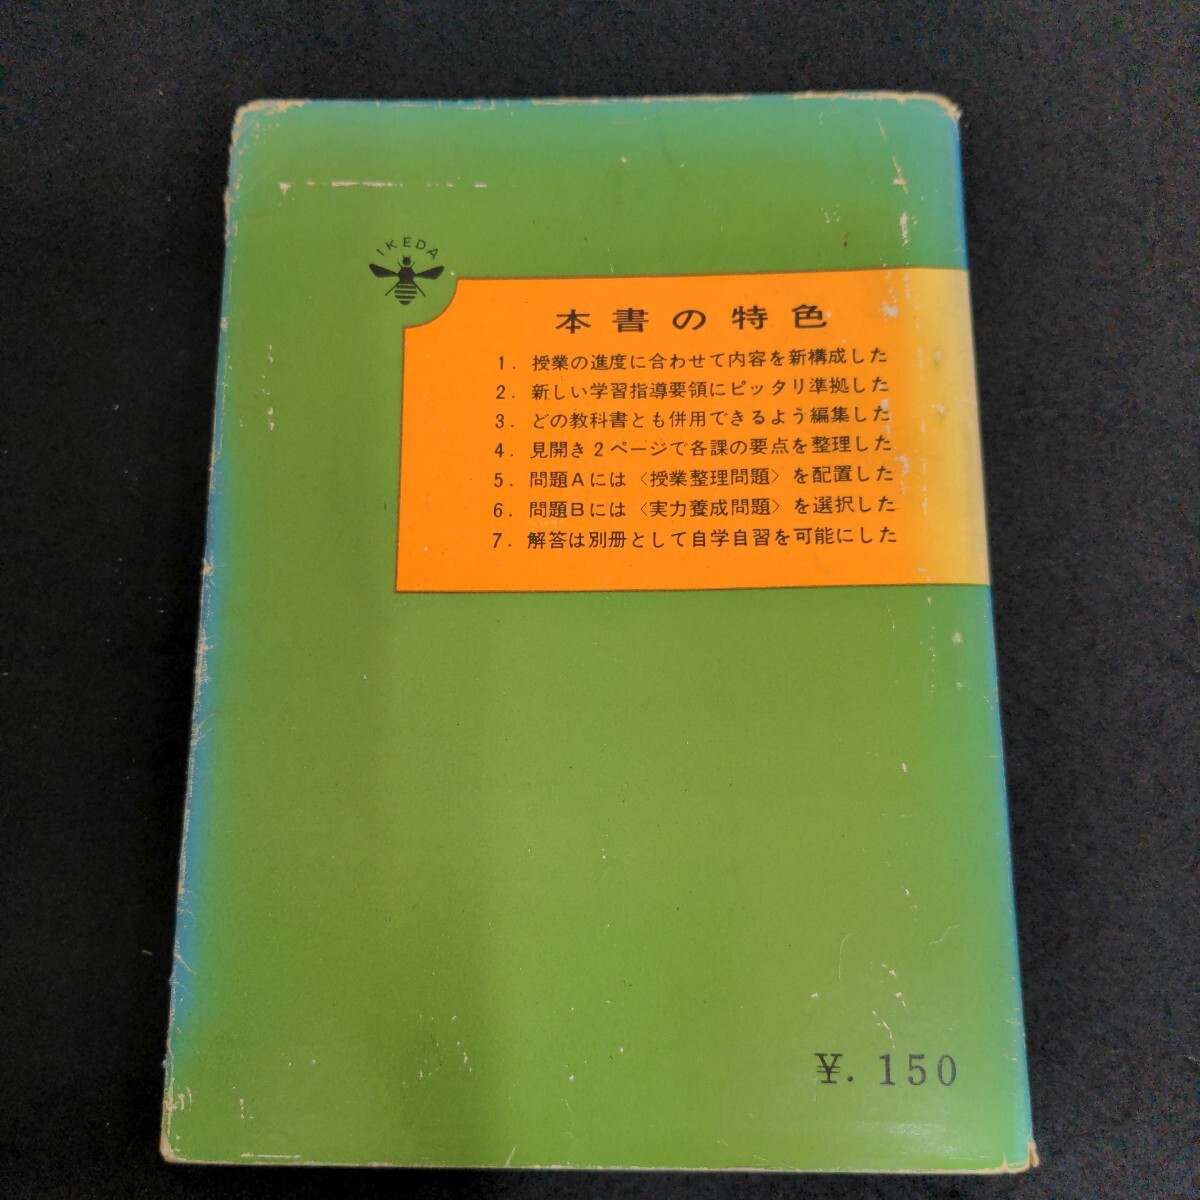 IKEDA
本書の特色
1. 授業の進度に合わせて内容を新構成した
2. 新しい学習指導要領にピッタリ準拠した
3. どの教科書とも併用できるよう編集した
4. 見開き2ページで各課の要点を整理した
5. 問題Aには〈授業整理問題〉を配置した
6. 問題Bには〈実力養成問題〉を選択した
7. 解答は別冊として自学自習を可能にした
¥. 150